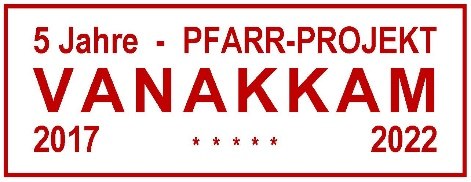 5 Jahre - PFARR-PROJEKT
VANAKKAM
2017 * * * * * 2022